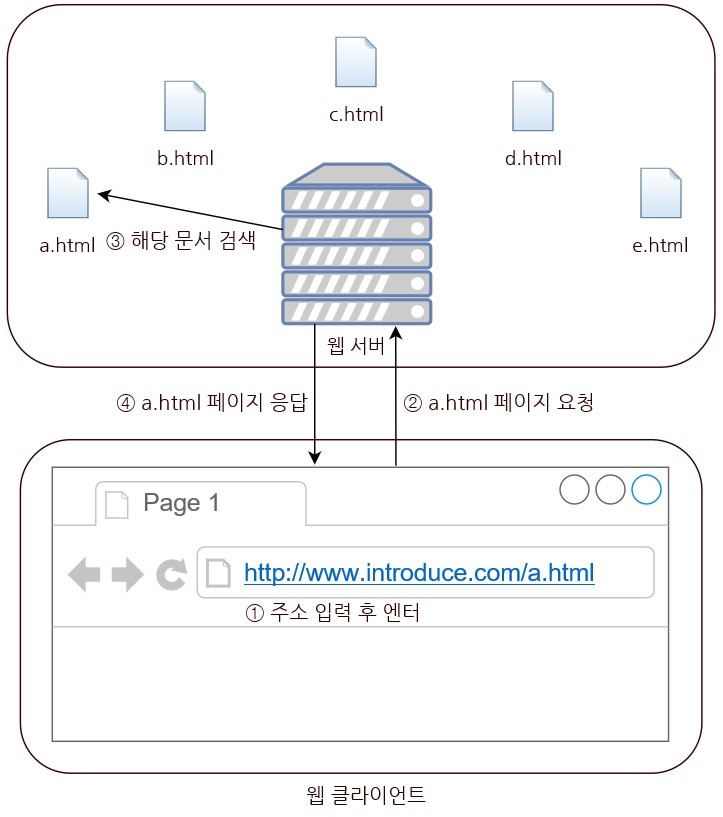 c.html
b.html
d.html
a.html
③ 해당 문서 검색
e.html
웹 서버
④ a.html 페이지 응답
② a.html 페이지 요청
Page 1
http://www.introduce.com/a.html
① 주소 입력 후 엔터
웹 클라이언트